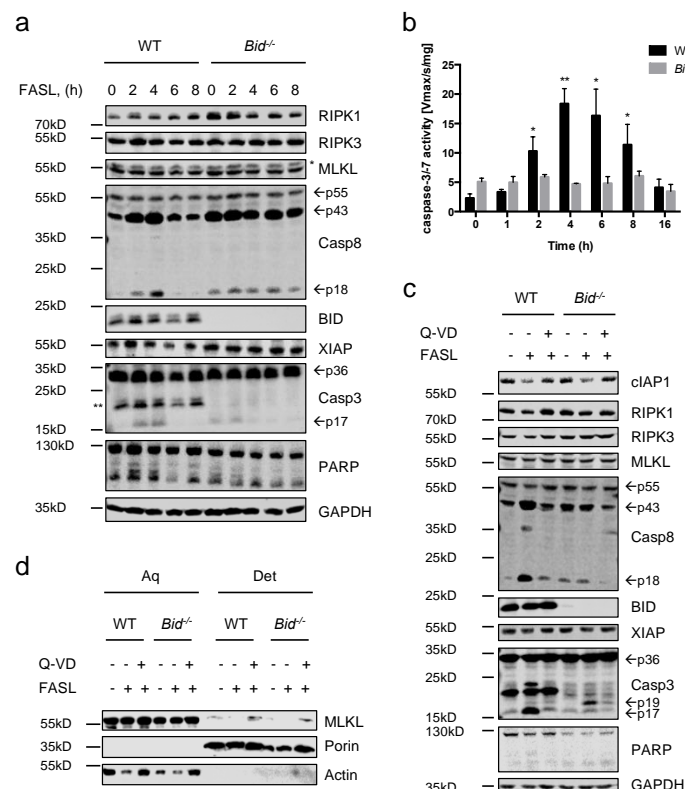 a
WT Bid-/-
FASL, (h) 0 2 4 6 8 0 2 4 6 8
70kD RIPK1
55kD RIPK3
55kD * MLKL
55kD ←p55
←p43
35kD Casp8
25kD ←p18
25kD BID
55kD XIAP
35kD ←p36
25kD Casp3
** ←p17
15kD
130kD PARP
35kD GAPDH
b
caspase-3/-7 activity [Vmax/s/mg]
25
20
15
10
5
0
* ** * *
0 1 2 4 6 8 16
Time (h)
c
WT Bid-/-
Q-VD - - + - - +
FASL - + + - + +
cIAP1
55kD
RIPK1
70kD
55kD RIPK3
55kD MLKL
55kD ←p55
←p43
35kD Casp8
25kD ←p18
25kD BID
55kD XIAP
35kD ←p36
25kD Casp3
←p19
15kD ←p17
130kD PARP
35kD GAPDH
d
Aq Det
WT Bid-/- WT Bid-/-
Q-VD - - + - - + - - + - - +
FASL - + + - + + - + + - + +
55kD MLKL
35kD Porin
55kD Actin